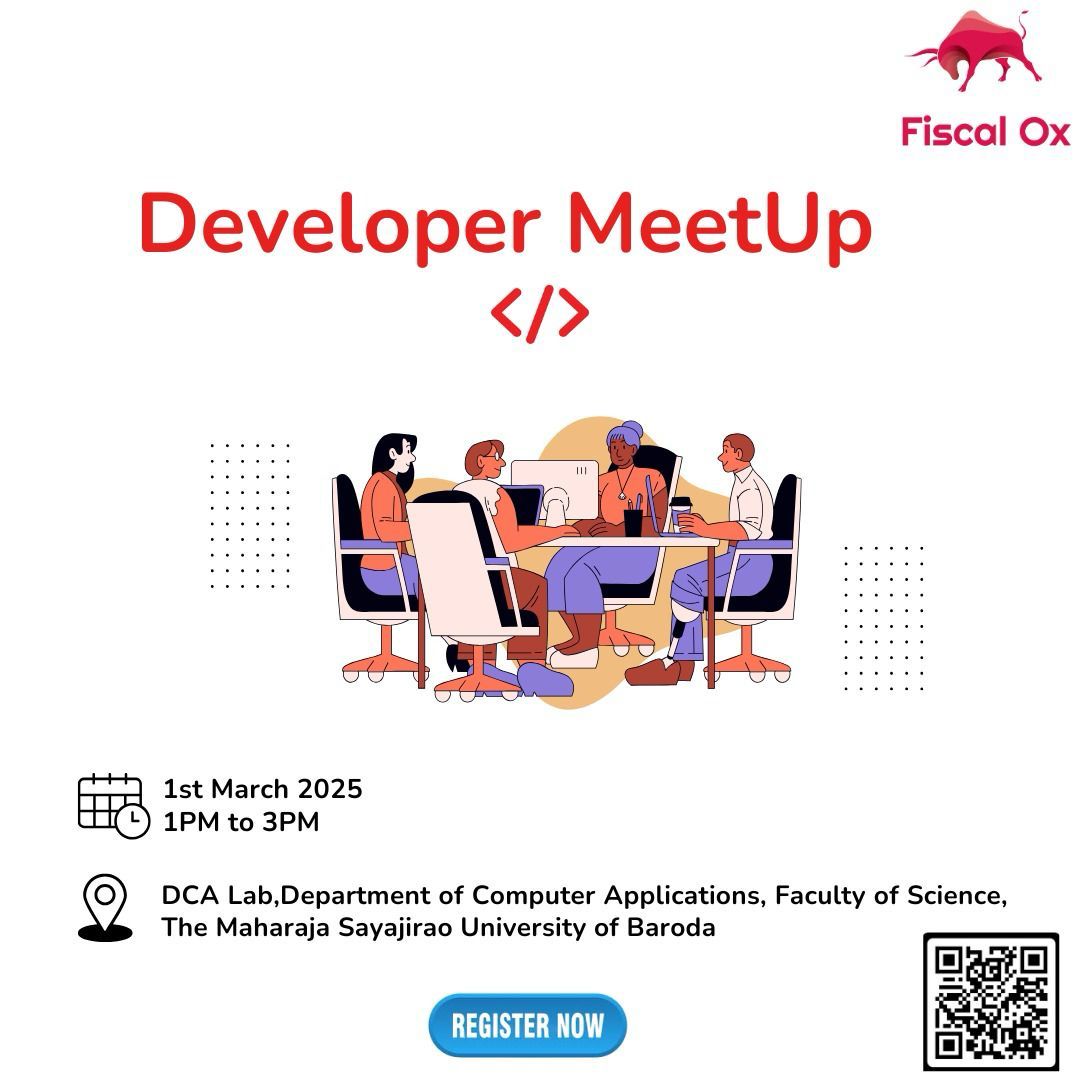 Fiscal Ox
Developer MeetUp
</>
1st March 2025
1PM to 3PM
DCA Lab,Department of Computer Applications, Faculty of Science,
The Maharaja Sayajirao University of Baroda
REGISTER NOW